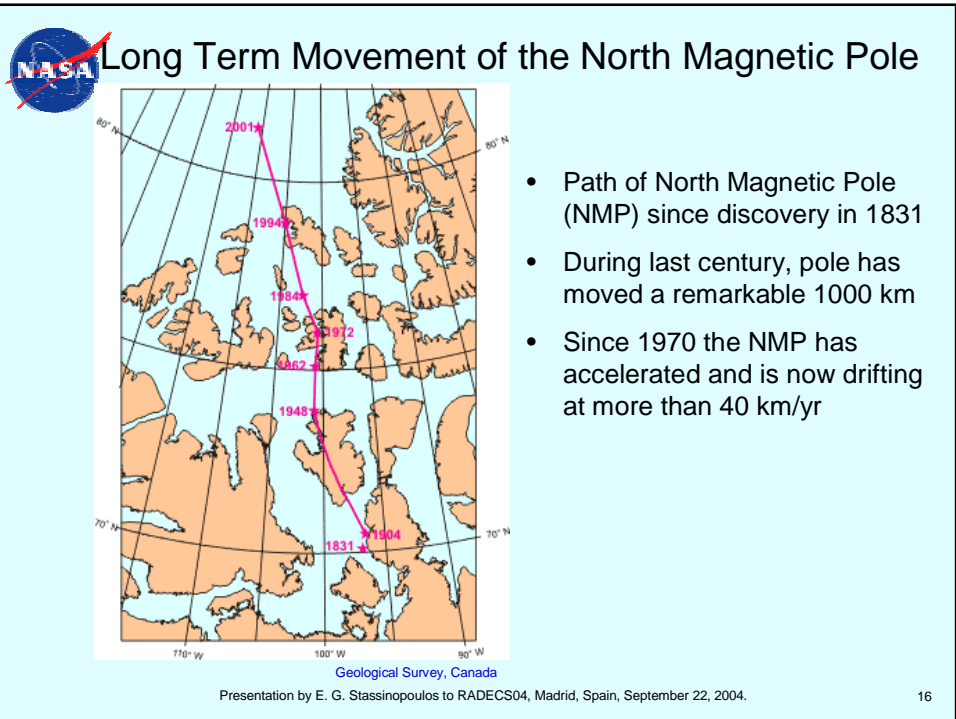 NASA
Long Term Movement of the North Magnetic Pole
80° N
80° N
2001
1994
1984
1972
1962
1948
1904
1831
70° N
70° N
110° W
100° W
90° W
Geological Survey, Canada
• Path of North Magnetic Pole
(NMP) since discovery in 1831
• During last century, pole has
moved a remarkable 1000 km
• Since 1970 the NMP has
accelerated and is now drifting
at more than 40 km/yr
Presentation by E. G. Stassinopoulos to RADECS04, Madrid, Spain, September 22, 2004.
16